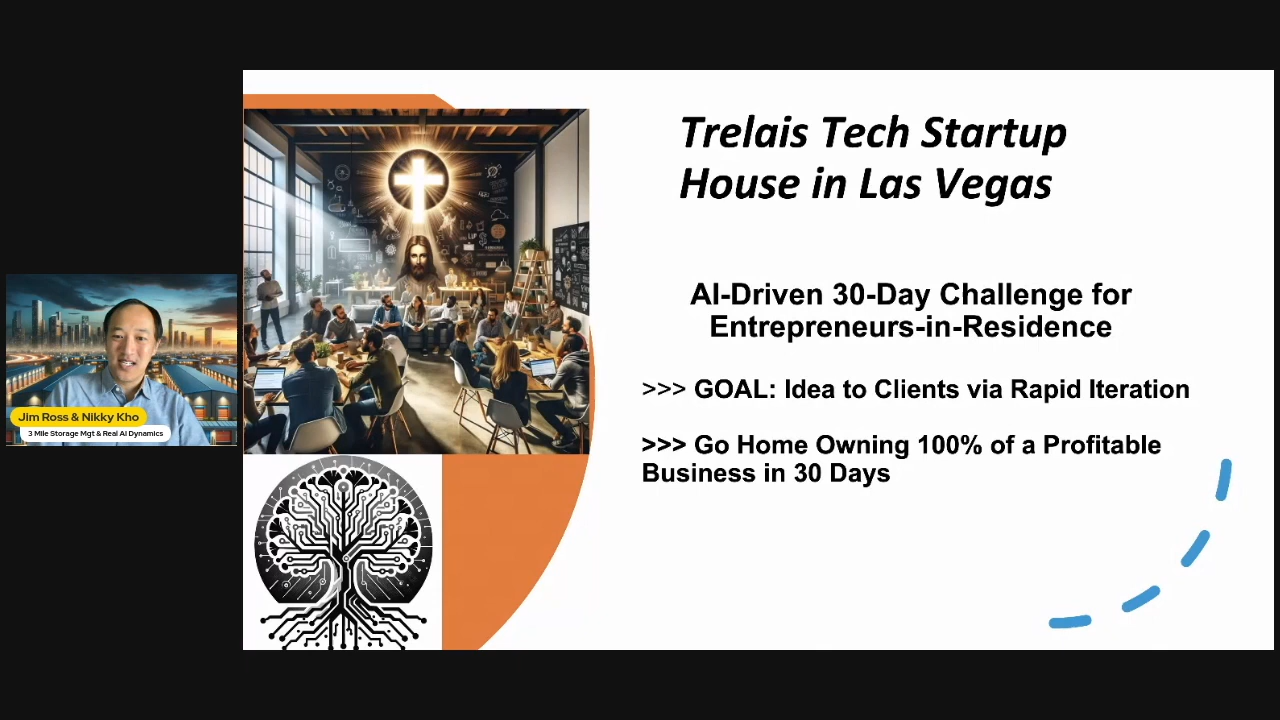 Trelais Tech Startup
House in Las Vegas
AI-Driven 30-Day Challenge for
Entrepreneurs-in-Residence
>>> GOAL: Idea to Clients via Rapid Iteration
>>> Go Home Owning 100% of a Profitable
Business in 30 Days
Jim Ross & Nikky Kho
3 Mile Storage Mgt & Real AI Dynamics